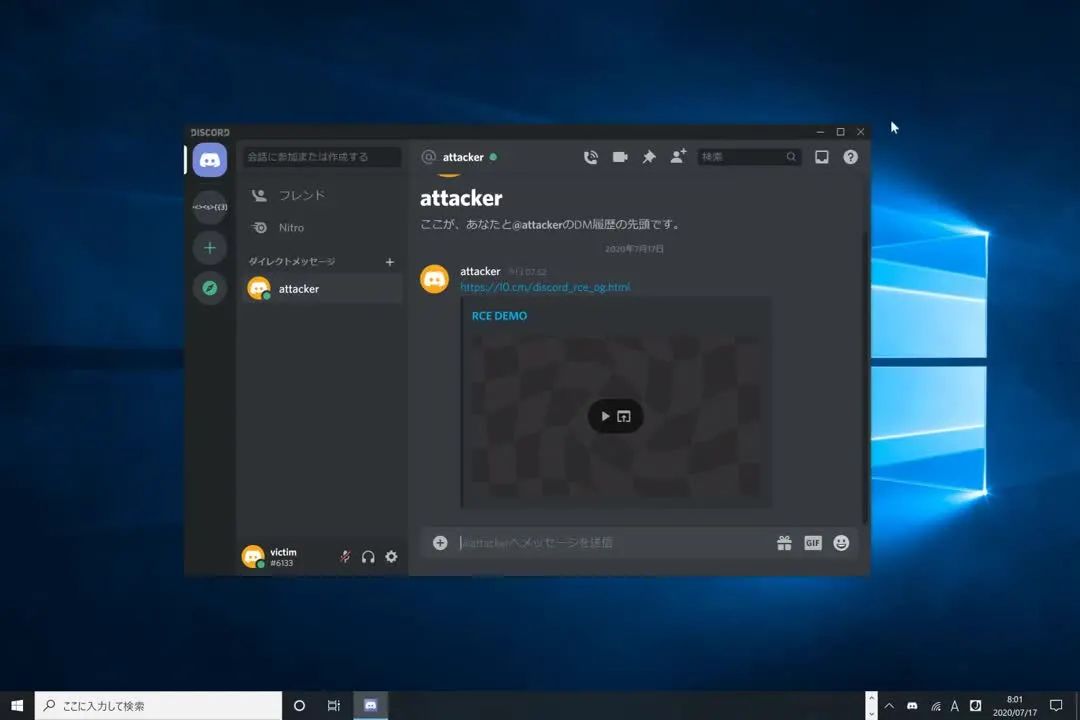 DISCORD
会話に参加または作成する
フレンド
Nitro
ダイレクトメッセージ
attacker
victim
#6133
attacker
検索
attacker
ここが、あなたと@attackerのDM履歴の先頭です。
2020年7月17日
attacker 今日 07:52
https://l0.cm/discord_rce_og.html
RCE DEMO
@attackerへメッセージを送信
GIF
ここに入力して検索
A
8:01
2020/07/17